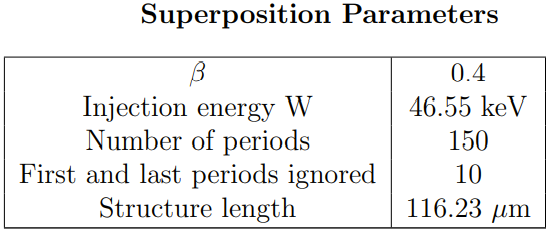 Superposition Parameters
β 0.4
Injection energy W 46.55 keV
Number of periods 150
First and last periods ignored 10
Structure length 116.23 μm